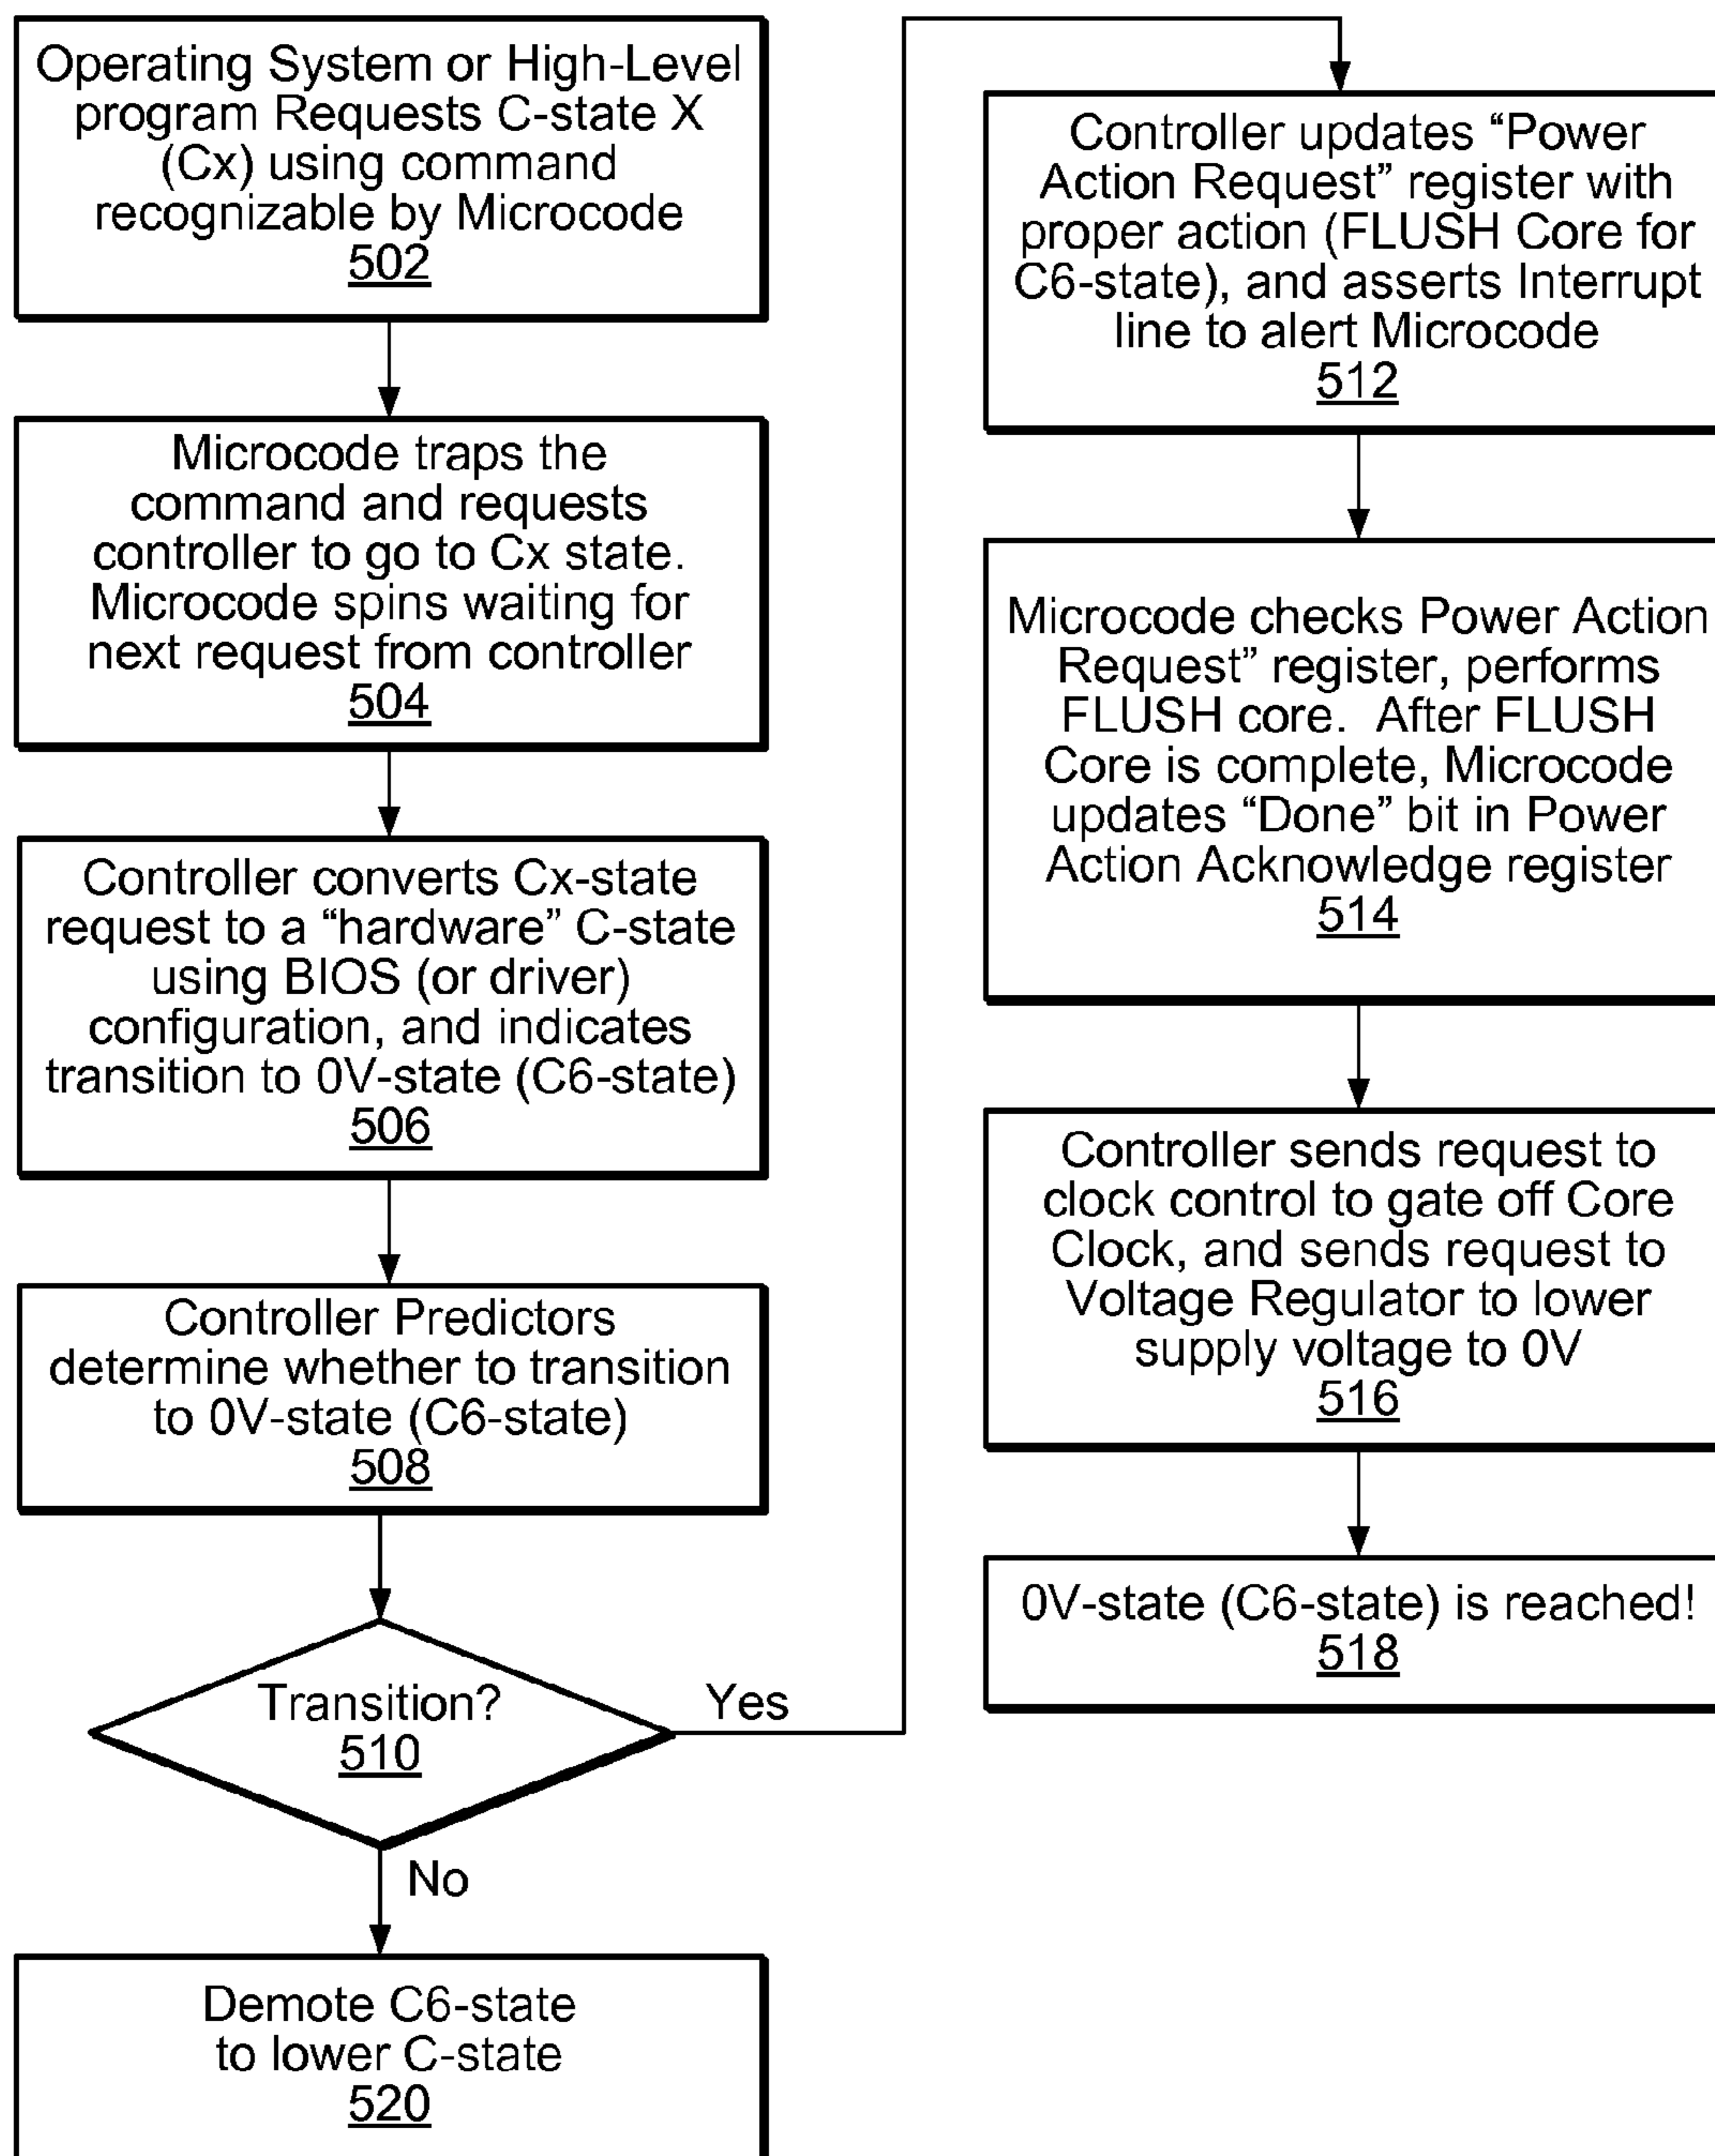 Operating System or High-Level
program Requests C-state X
(Cx) using command
recognizable by Microcode
502
Microcode traps the
command and requests
controller to go to Cx state.
Microcode spins waiting for
next request from controller
504
Controller converts Cx-state
request to a “hardware” C-state
using BIOS (or driver)
configuration, and indicates
transition to 0V-state (C6-state)
506
Controller Predictors
determine whether to transition
to 0V-state (C6-state)
508
Transition?
510
Yes
No
Demote C6-state
to lower C-state
520
Controller updates “Power
Action Request” register with
proper action (FLUSH Core for
C6-state), and asserts Interrupt
line to alert Microcode
512
Microcode checks Power Action
Request” register, performs
FLUSH core. After FLUSH
Core is complete, Microcode
updates “Done” bit in Power
Action Acknowledge register
514
Controller sends request to
clock control to gate off Core
Clock, and sends request to
Voltage Regulator to lower
supply voltage to 0V
516
0V-state (C6-state) is reached!
518